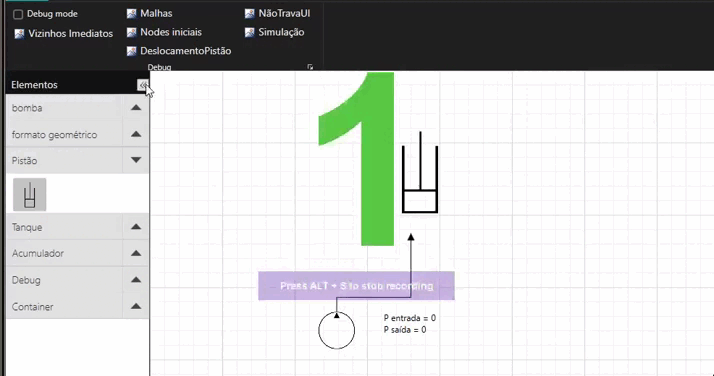 Debug mode
Vizinhos Imediatos
Malhas
Nodes iniciais
DeslocamentoPistão
NãoTravaUI
Simulação
Debug
Elementos
bomba
formato geométrico
Pistão
Tanque
Acumulador
Debug
Container
1
Press ALT + S to stop recording
P entrada = 0
P saída = 0